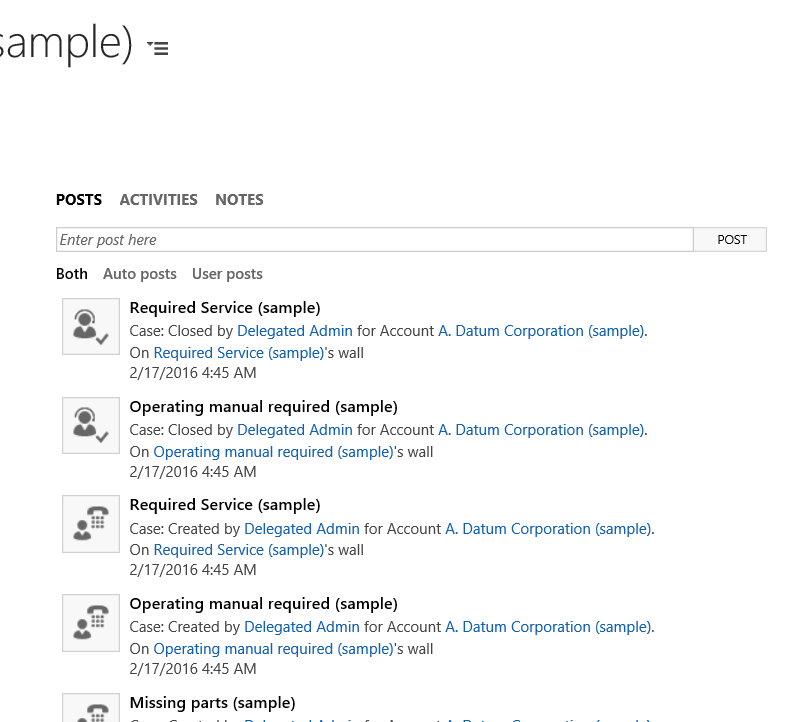 sample)
POSTS ACTIVITIES NOTES
Enter post here POST
Both Auto posts User posts
Required Service (sample)
Case: Closed by Delegated Admin for Account A. Datum Corporation (sample).
On Required Service (sample)'s wall
2/17/2016 4:45 AM
Operating manual required (sample)
Case: Closed by Delegated Admin for Account A. Datum Corporation (sample).
On Operating manual required (sample)'s wall
2/17/2016 4:45 AM
Required Service (sample)
Case: Created by Delegated Admin for Account A. Datum Corporation (sample).
On Required Service (sample)'s wall
2/17/2016 4:45 AM
Operating manual required (sample)
Case: Created by Delegated Admin for Account A. Datum Corporation (sample).
On Operating manual required (sample)'s wall
2/17/2016 4:45 AM
Missing parts (sample)